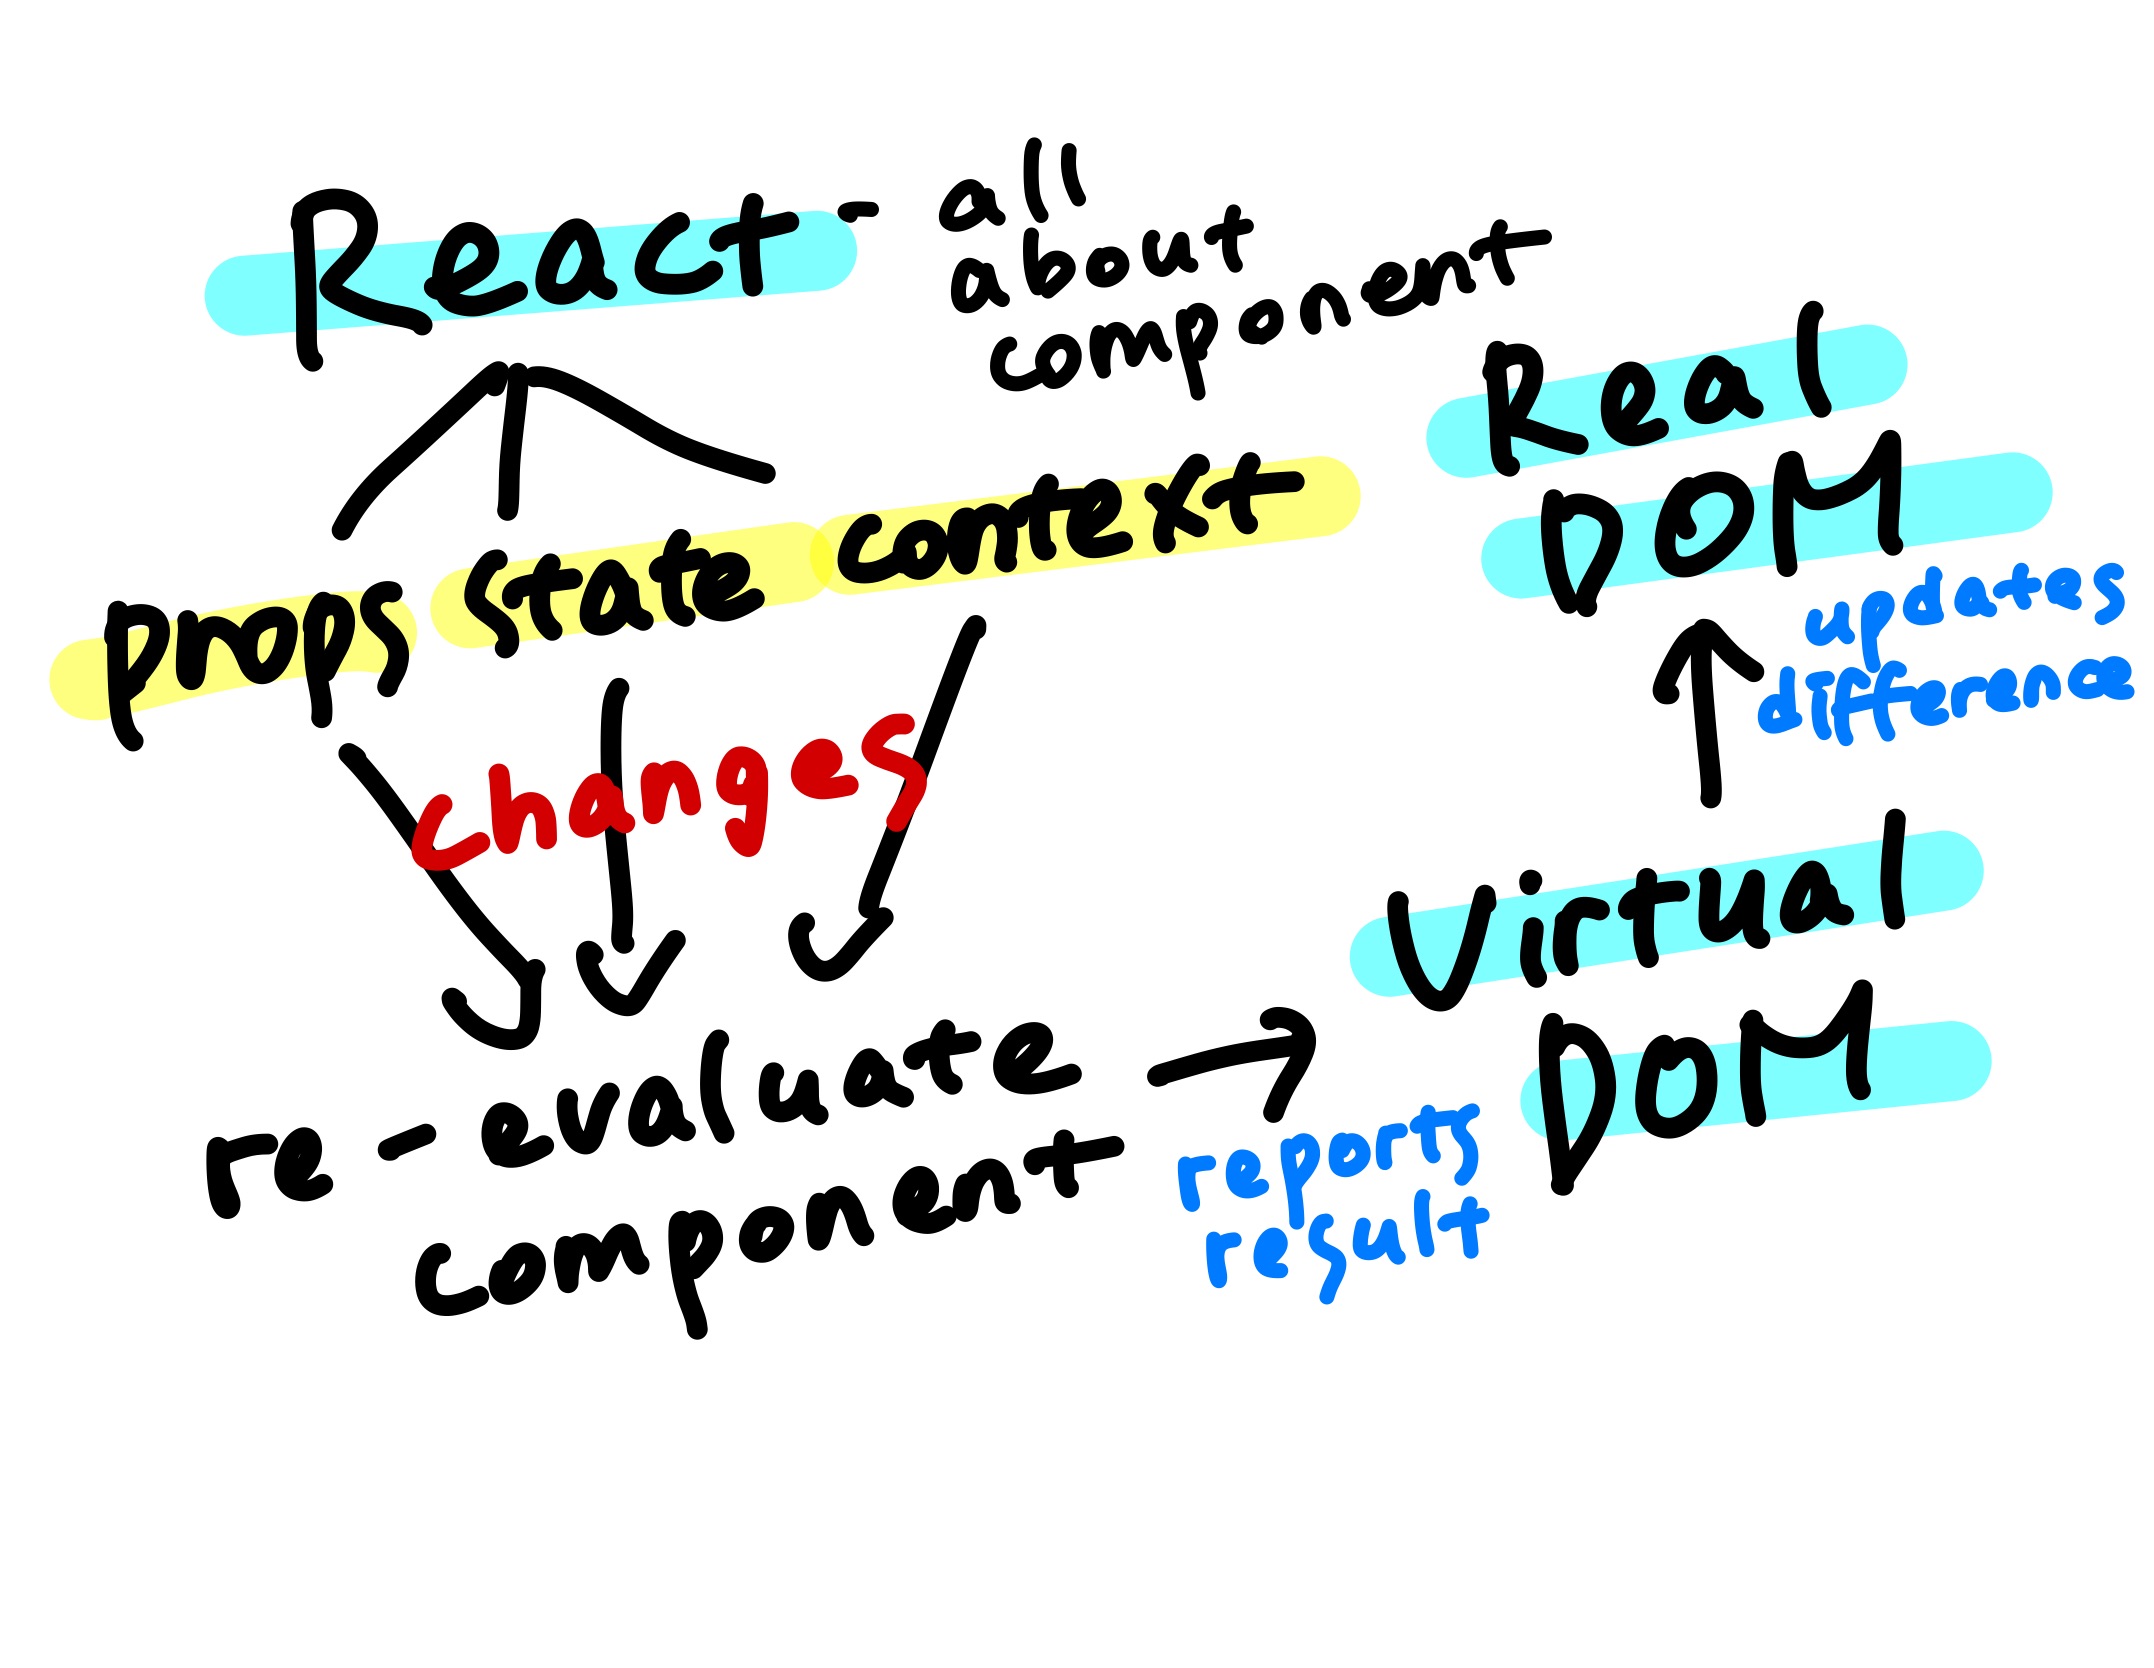 React - all
about
component
props state context
changes
re-evaluate
component
reports
result
Virtual
DOM
updates
difference
Real
DOM